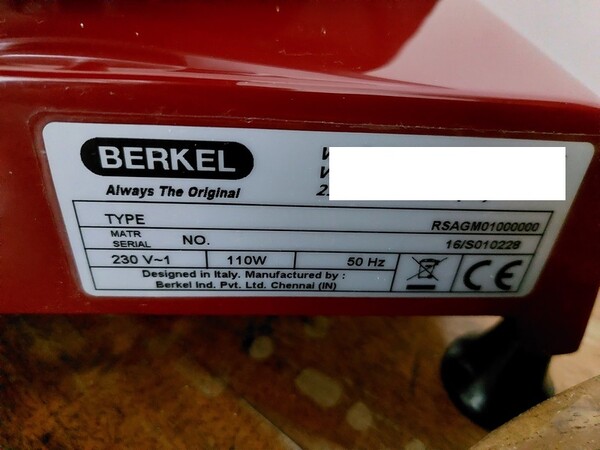 BERKEL
Always The Original
TYPE RSAGM01000000
MATR
SERIAL NO. 16/S010228
230 V~1 110W 50 Hz
Designed in Italy. Manufactured by :
Berkel Ind. Pvt. Ltd. Chennai (IN)
CE